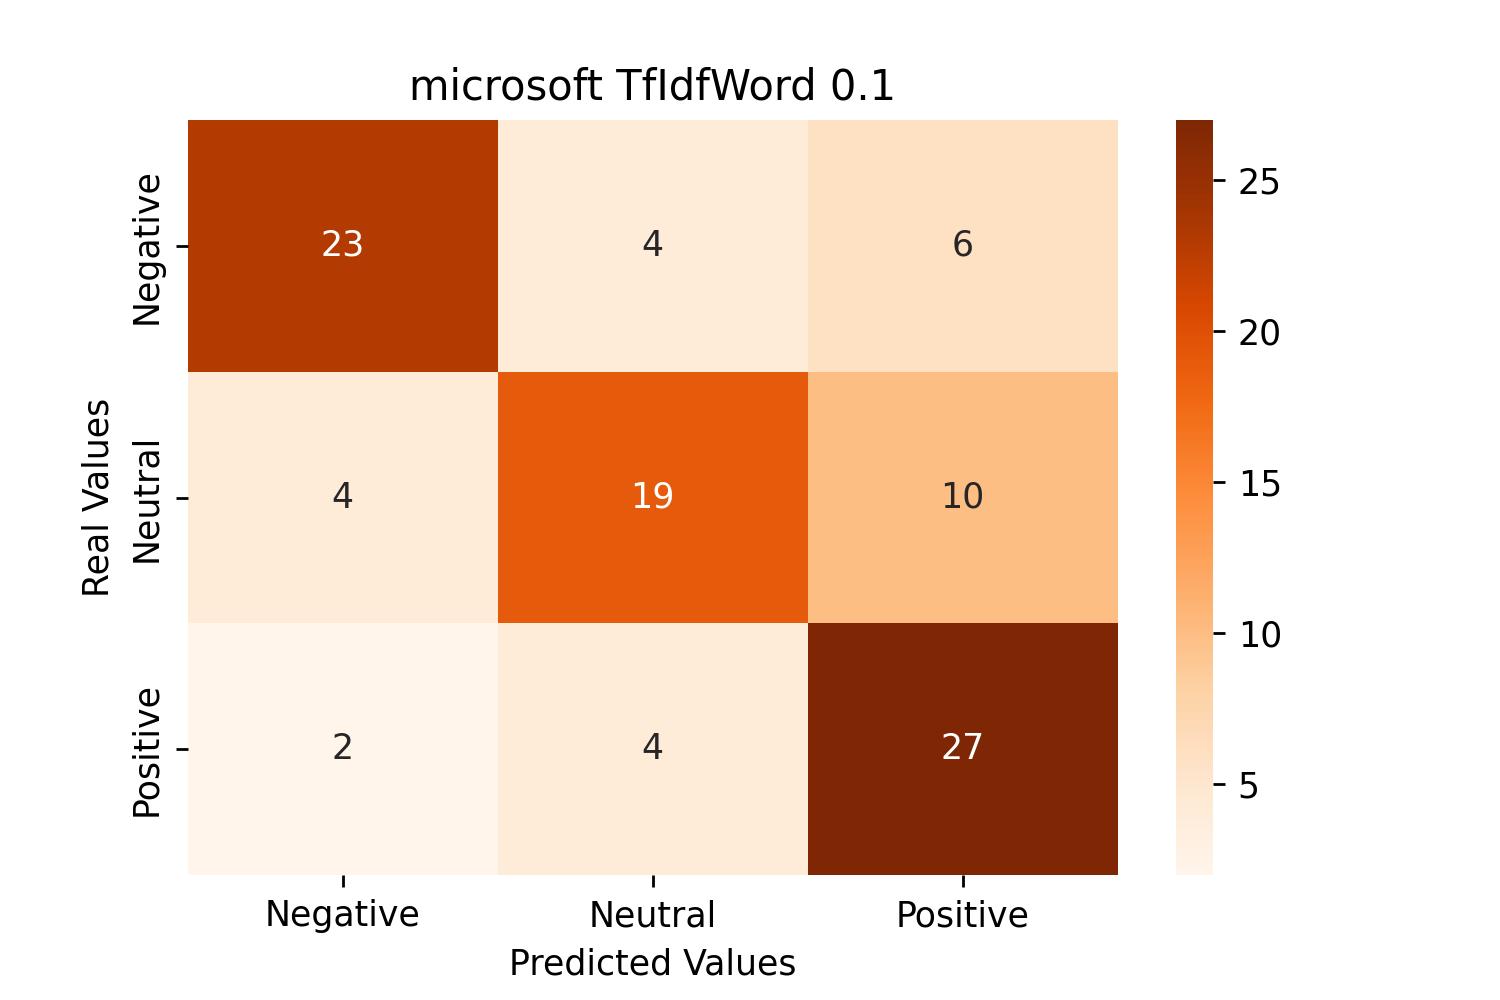 microsoft TfIdfWord 0.1
Real Values
Negative
23 4 6
Neutral
4 19 10
Positive
2 4 27
Negative Neutral Positive
Predicted Values
25
20
15
10
5